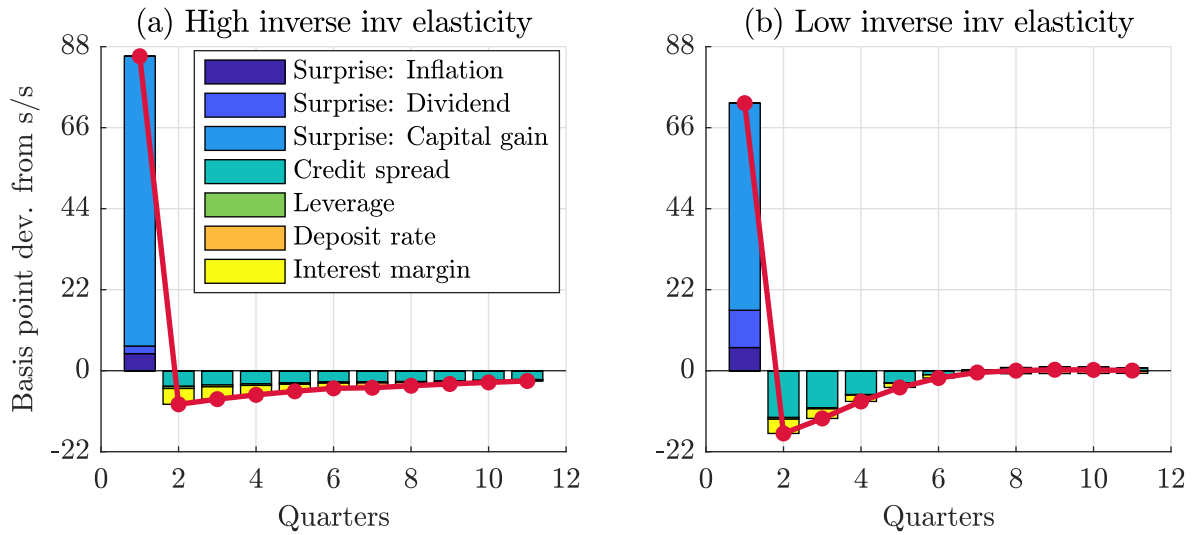 (a) High inverse inv elasticity
(b) Low inverse inv elasticity
Basis point dev. from s/s
88
66
44
22
0
-22
Surprise: Inflation
Surprise: Dividend
Surprise: Capital gain
Credit spread
Leverage
Deposit rate
Interest margin
0 2 4 6 8 10 12
Quarters
88
66
44
22
0
-22
0 2 4 6 8 10 12
Quarters